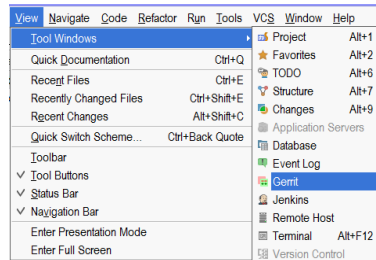 View Navigate Code Refactor Run Tools VCS Window Help
Tool Windows
Quick Documentation Ctrl+Q
Recent Files Ctrl+E
Recently Changed Files Ctrl+Shift+E
Recent Changes Alt+Shift+C
Quick Switch Scheme... Ctrl+Back Quote
Toolbar
Tool Buttons
Status Bar
Navigation Bar
Enter Presentation Mode
Enter Full Screen
Project Alt+1
Favorites Alt+2
TODO Alt+6
Structure Alt+7
Changes Alt+9
Application Servers
Database
Event Log
Gerrit
Jenkins
Remote Host
Terminal Alt+F12
Version Control